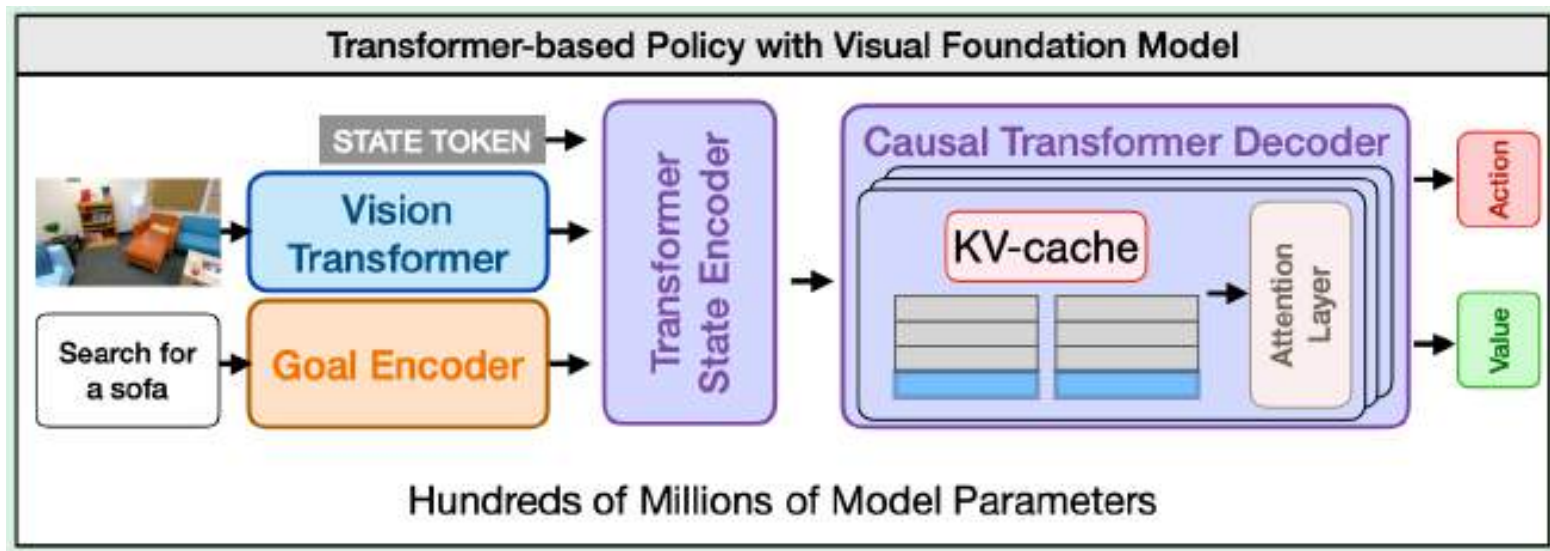 Transformer-based Policy with Visual Foundation Model
STATE TOKEN
Vision
Transformer
Search for
a sofa
Goal Encoder
Transformer
State Encoder
Causal Transformer Decoder
KV-cache
Attention
Layer
Action
Value
Hundreds of Millions of Model Parameters